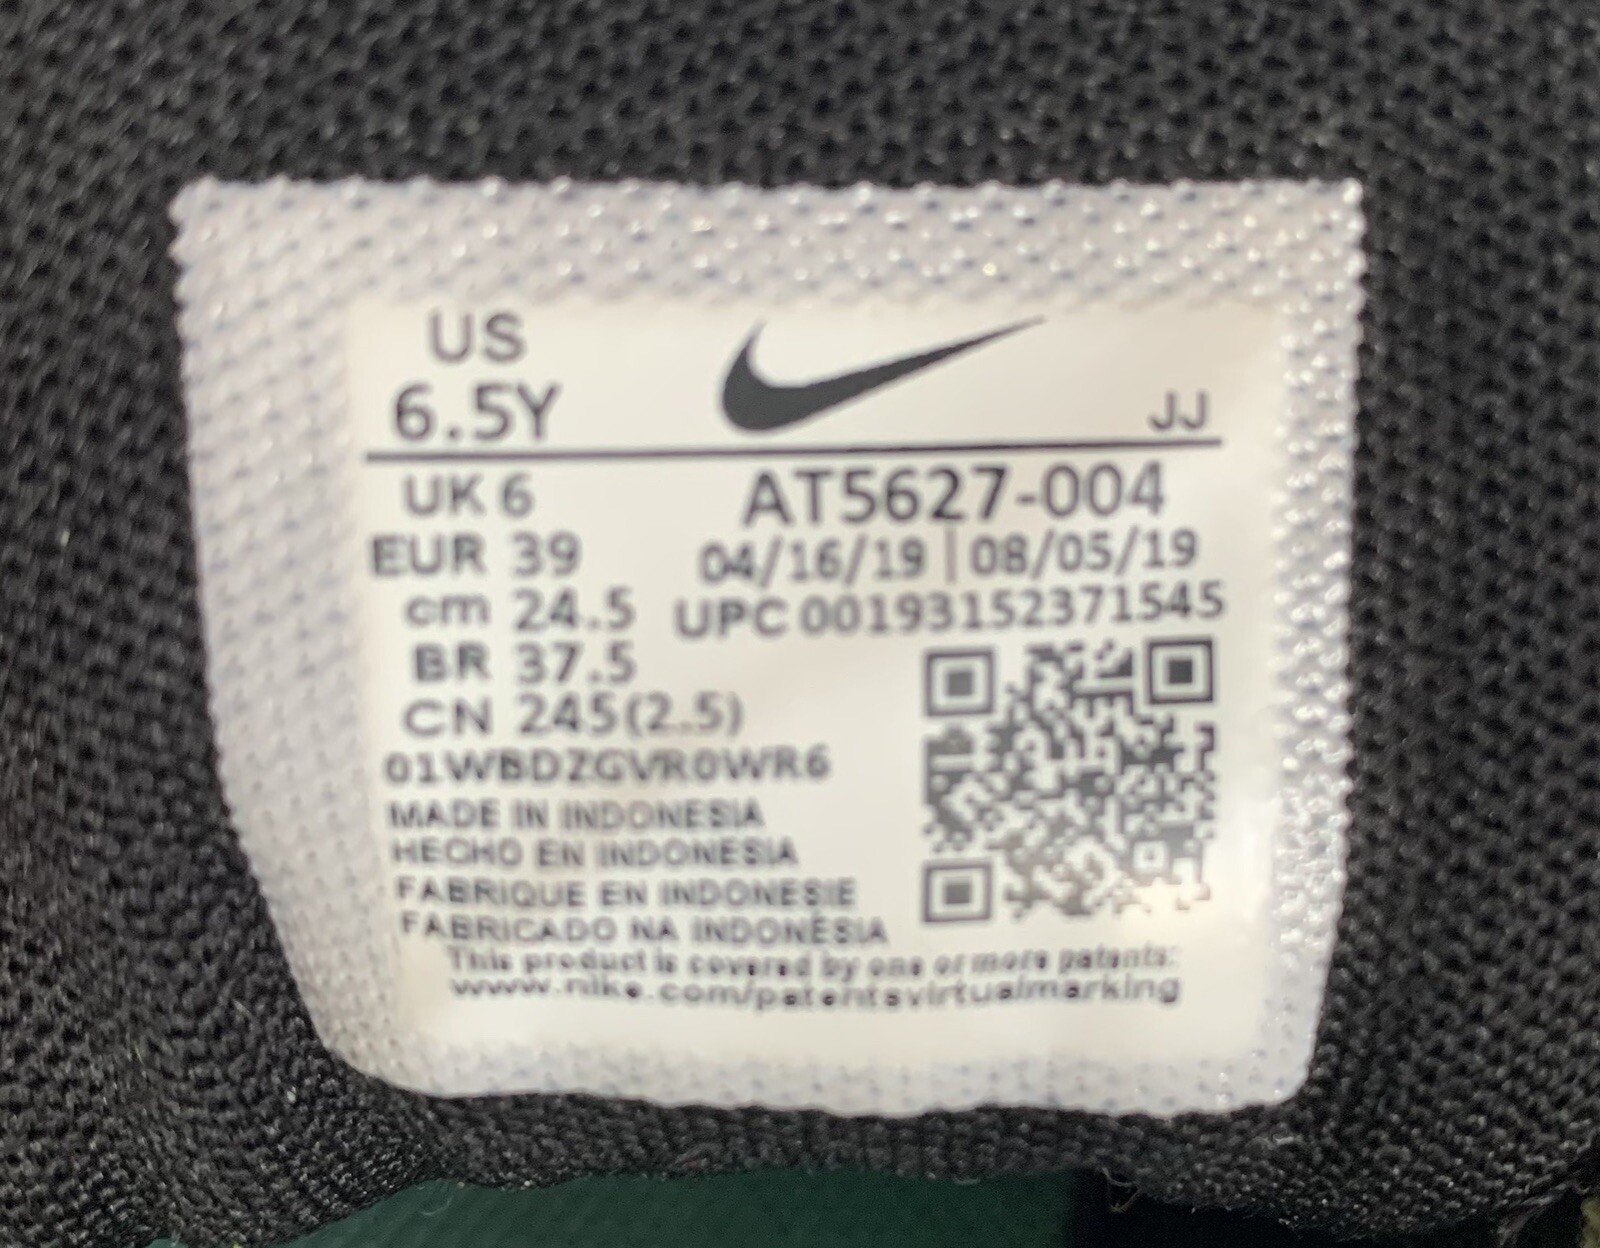 US
6.5Y
JJ
UK 6
AT5627-004
EUR 39
04/16/19 | 08/05/19
cm 24.5
UPC 00193152371545
BR 37.5
CN 245(2.5)
01WBDZGVR0WR6
MADE IN INDONESIA
HECHO EN INDONESIA
FABRIQUE EN INDONESIE
FABRICADO NA INDONÉSIA
This product is covered by one or more patents:
www.nike.com/patentsvirtualmarking